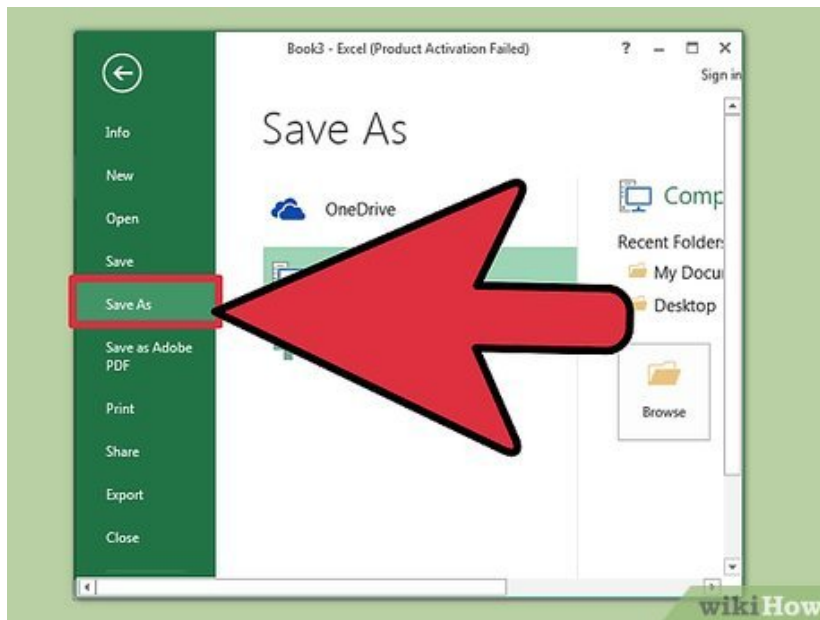 Book3 - Excel (Product Activation Failed)
?
Sign in
Info
New
Open
Save
Save As
Save as Adobe
PDF
Print
Share
Export
Close
Save As
OneDrive
Comp
Recent Folders
My Docu
Desktop
Browse
wikiHow